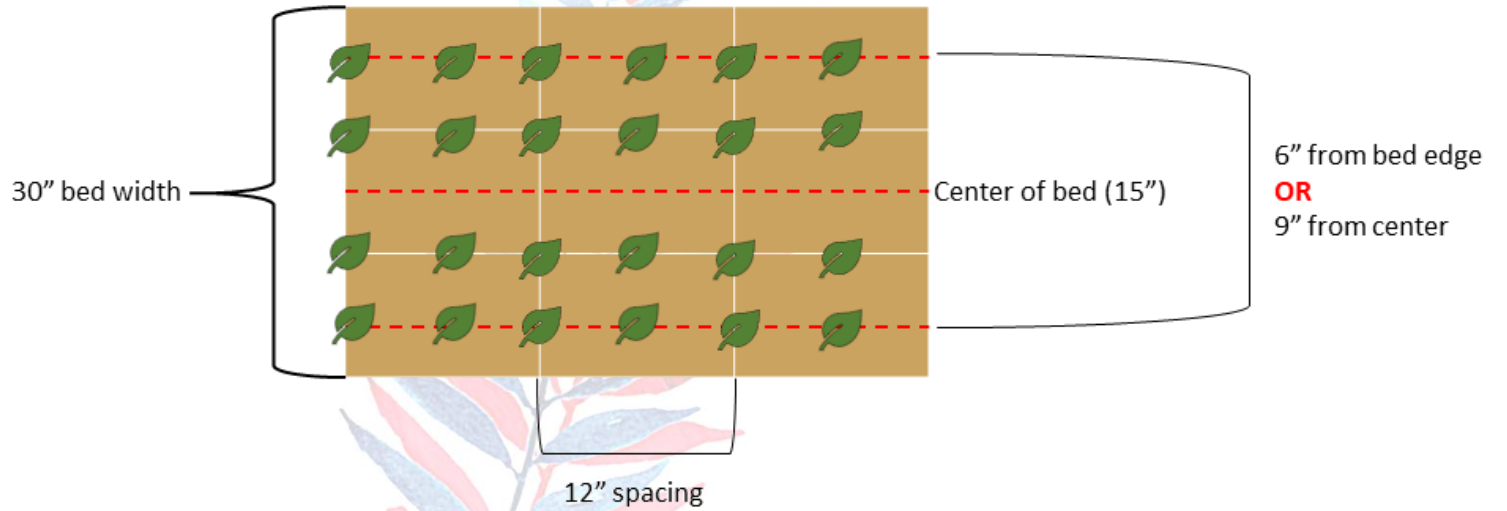 30” bed width
Center of bed (15”)
6” from bed edge
OR
9” from center
12” spacing